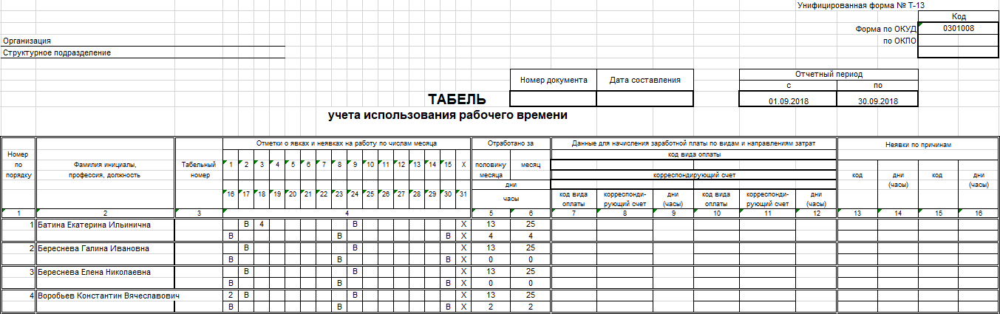 Унифицированная форма № Т-13
Код
Форма по ОКУД 0301008
по ОКПО
Организация
Структурное подразделение
Номер документа Дата составления Отчетный период
с по
ТАБЕЛЬ 01.09.2018 30.09.2018
учета использования рабочего времени
Номер по порядку Фамилия инициалы, профессия, должность Табельный номер Отметки о явках и неявках на работу по числам месяца Отработано за Данные для начисления заработной платы по видам и направлениям затрат Неявки по причинам
1 2 3 4 5 6 7 8 9 10 11 12 13 14 15 X половину месяца месяц код вида оплаты
корреспондирующий счет код дни (часы) код дни (часы)
дни
16 17 18 19 20 21 22 23 24 25 26 27 28 29 30 31 часы код вида оплаты корреспонди-рующий счет дни (часы) код вида оплаты корреспонди-рующий счет дни (часы)
1 2 3 4 5 6 7 8 9 10 11 12 13 14 15 16
1 Батина Екатерина Ильинична В 4 В X 13 25
В В В X 4 4
2 Береснева Галина Ивановна В В X 13 25
В В В X 0 0
3 Береснева Елена Николаевна В В X 13 25
В В В X 0 0
4 Воробьев Константин Вячеславович 2 В В X 13 25
В В В X 2 2